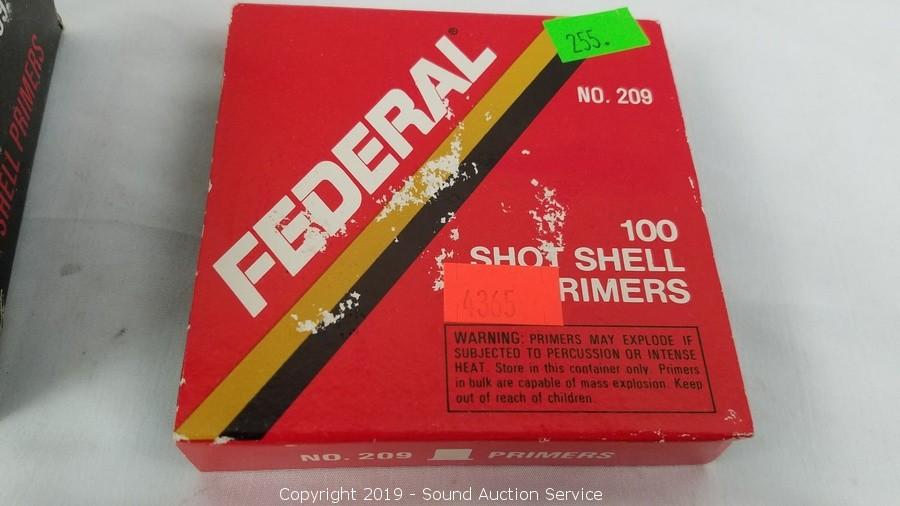 SHELL PRIMERS
FEDERAL®
255.
NO. 209
100
SHOT SHELL
RIMERS
4365
WARNING: PRIMERS MAY EXPLODE IF
SUBJECTED TO PERCUSSION OR INTENSE
HEAT. Store in this container only. Primers
in bulk are capable of mass explosion. Keep
out of reach of children.
NO. 209 PRIMERS
Copyright 2019 - Sound Auction Service